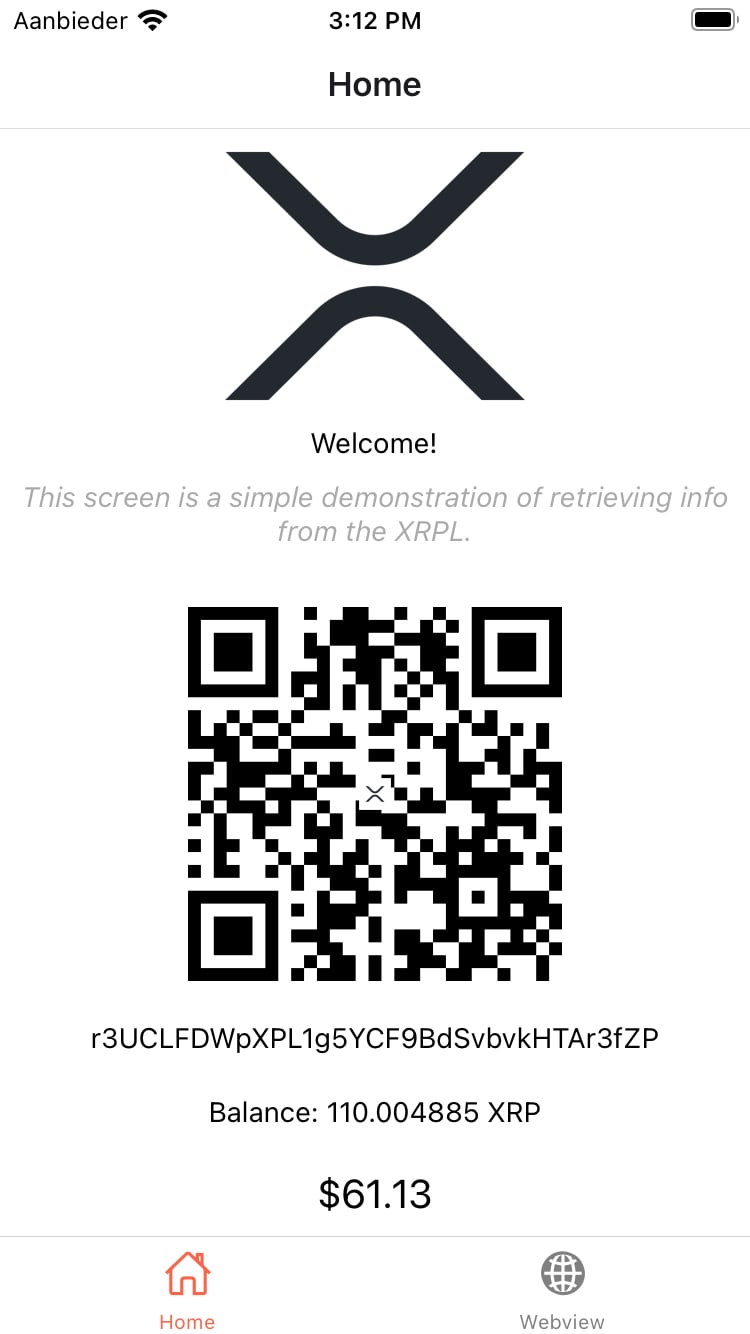 Aanbieder 3:12 PM
Home
Welcome!
This screen is a simple demonstration of retrieving info
from the XRPL.
r3UCLFDWpXPL1g5YCF9BdSvbvkHTAr3fZP
Balance: 110.004885 XRP
$61.13
Home Webview